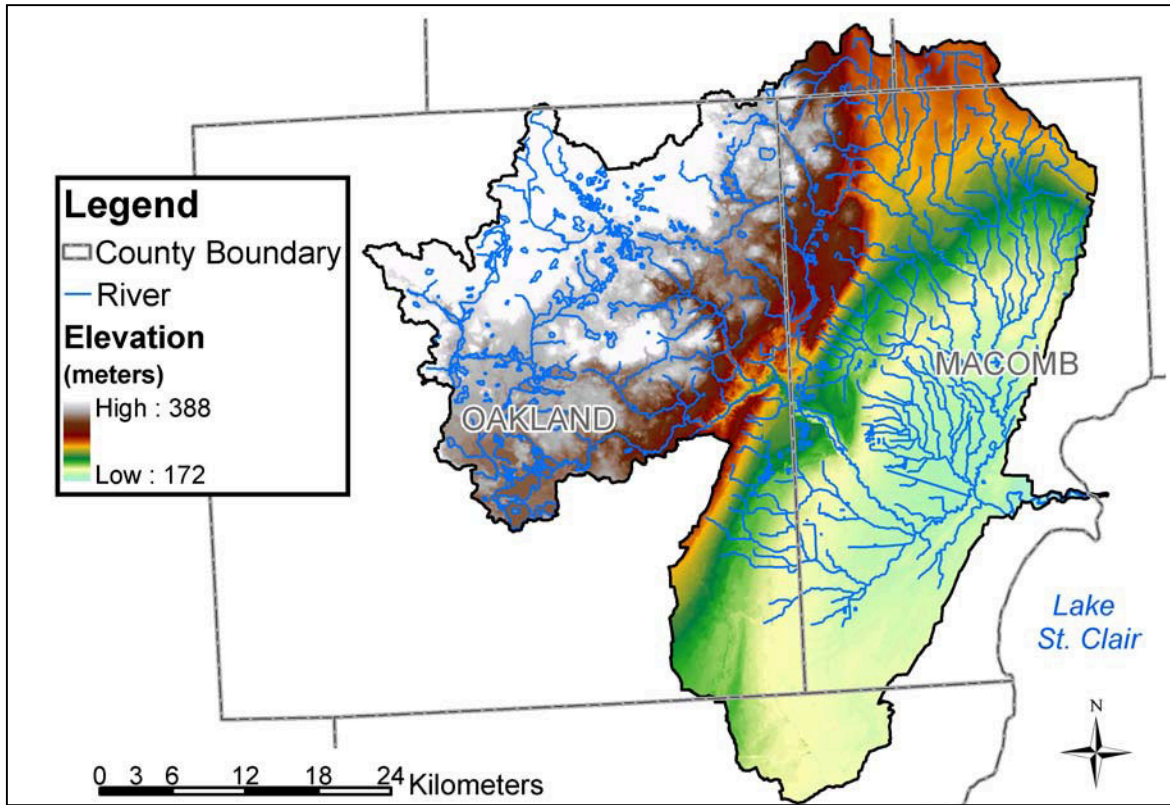 Legend
County Boundary
River
Elevation
(meters)
High : 388
Low : 172
OAKLAND
MACOMB
Lake
St. Clair
N
0 3 6 12 18 24 Kilometers